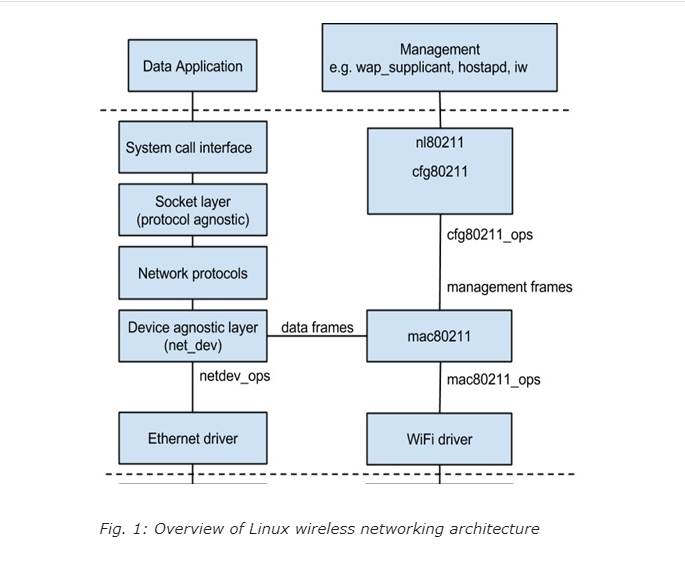 Data Application
Management
e.g. wap_supplicant, hostapd, iw
System call interface
nl80211
cfg80211
Socket layer
(protocol agnostic)
cfg80211_ops
Network protocols
management frames
Device agnostic layer
(net_dev)
data frames
mac80211
netdev_ops
mac80211_ops
Ethernet driver
WiFi driver
Fig. 1: Overview of Linux wireless networking architecture